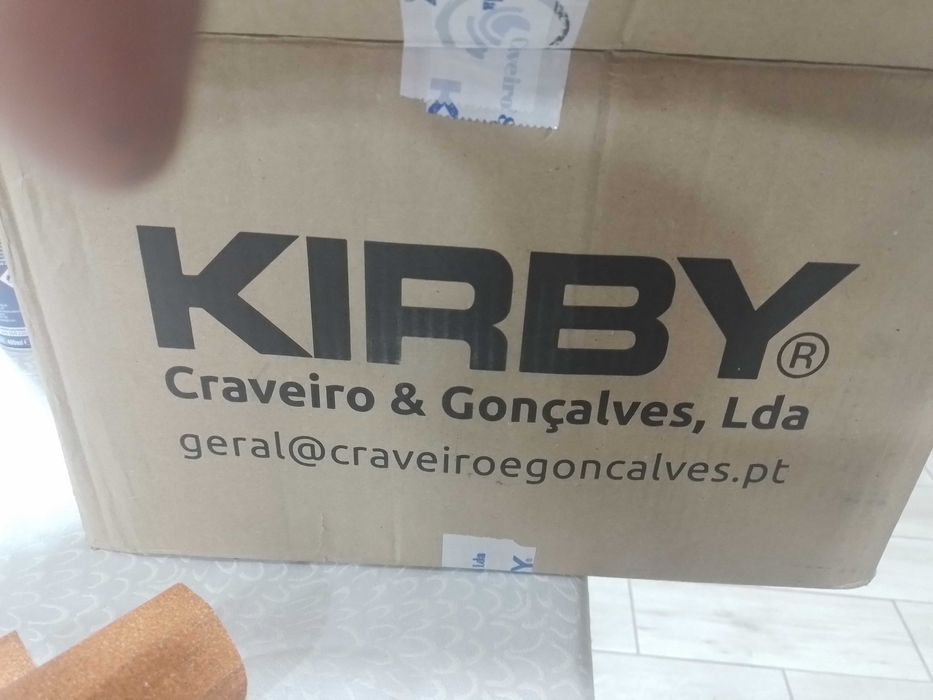 KIRBY®
Craveiro & Gonçalves, Lda
geral@craveiroegoncalves.pt